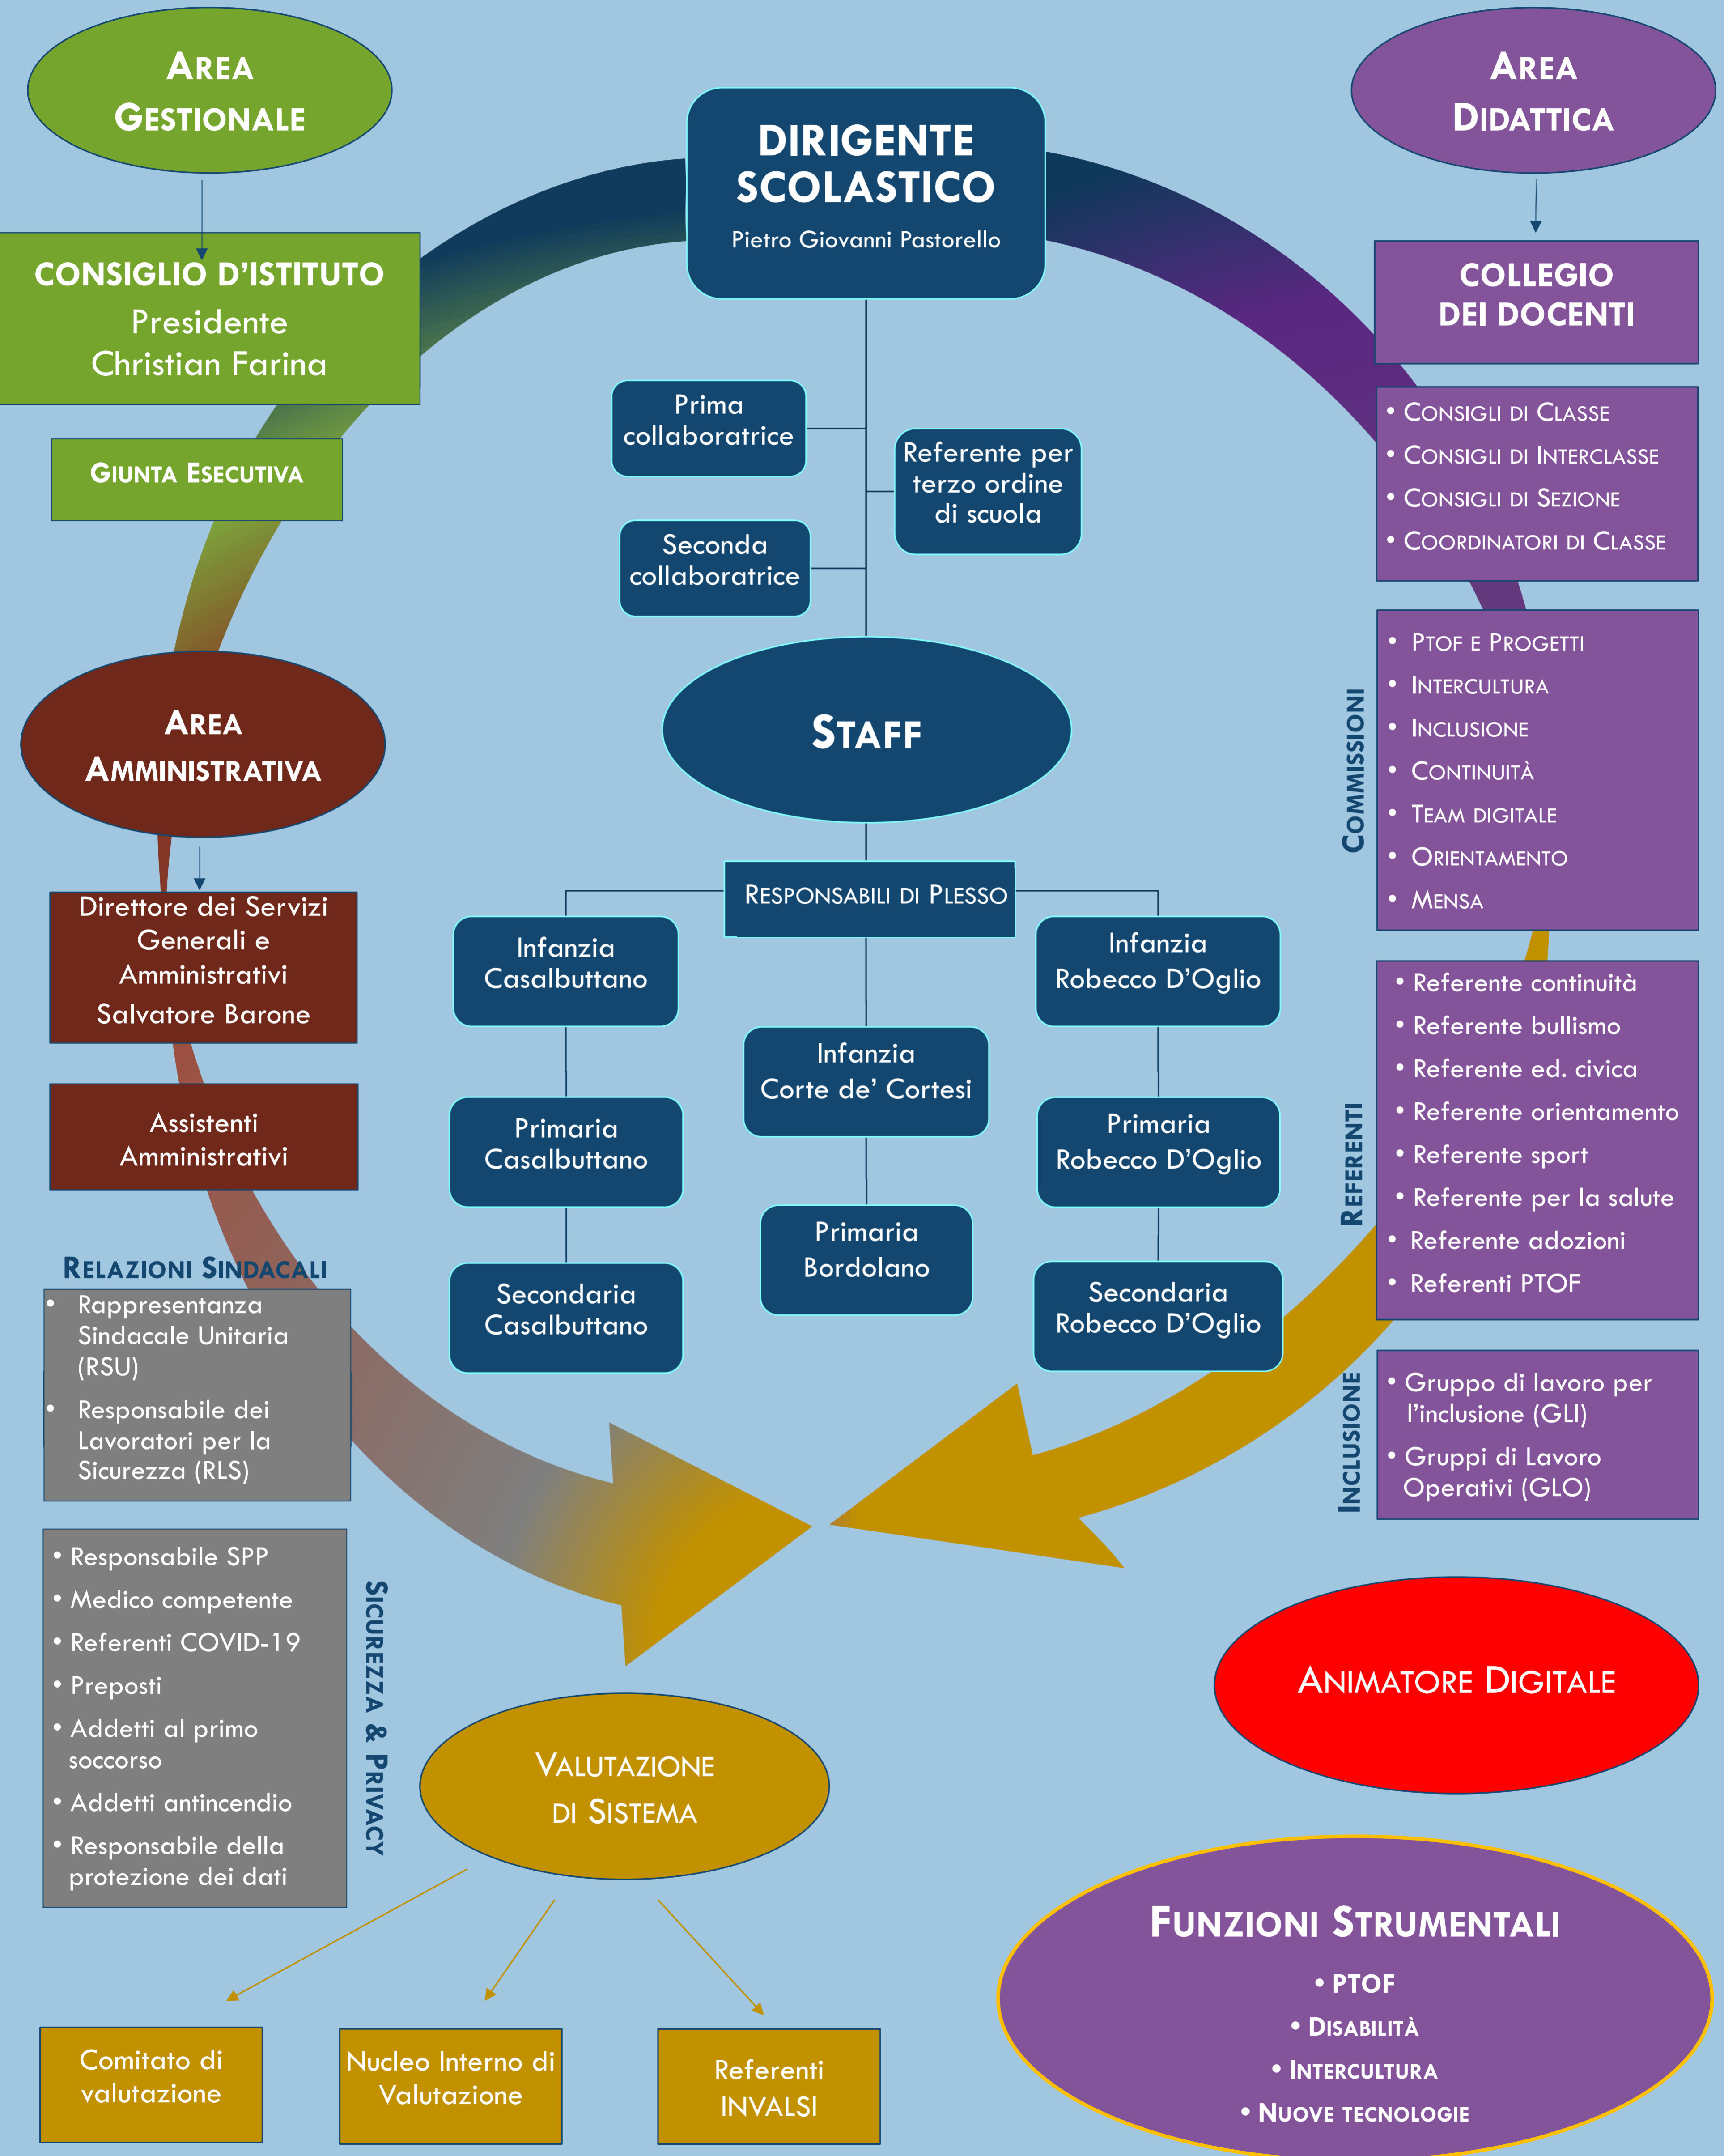 AREA
GESTIONALE
CONSIGLIO D'ISTITUTO
Presidente
Christian Farina
GIUNTA ESECUTIVA
DIRIGENTE
SCOLASTICO
Pietro Giovanni Pastorello
Prima
collaboratrice
Referente per
terzo ordine
di scuola
Seconda
collaboratrice
STAFF
RESPONSABILI DI PLESSO
Infanzia
Casalbuttano
Primaria
Casalbuttano
Secondaria
Casalbuttano
Infanzia
Corte de' Cortesi
Primaria
Bordolano
Infanzia
Robecco D'Oglio
Primaria
Robecco D'Oglio
Secondaria
Robecco D'Oglio
AREA
DIDATTICA
COLLEGIO
DEI DOCENTI
• CONSIGLI DI CLASSE
• CONSIGLI DI INTERCLASSE
• CONSIGLI DI SEZIONE
• COORDINATORI DI CLASSE
COMMISSIONI
• PTOF E PROGETTI
• INTERCULTURA
• INCLUSIONE
• CONTINUITÀ
• TEAM DIGITALE
• ORIENTAMENTO
• MENSA
REFERENTI
• Referente continuità
• Referente bullismo
• Referente ed. civica
• Referente orientamento
• Referente sport
• Referente per la salute
• Referente adozioni
• Referenti PTOF
INCLUSIONE
• Gruppo di lavoro per
l'inclusione (GLI)
• Gruppi di Lavoro
Operativi (GLO)
AREA
AMMINISTRATIVA
Direttore dei Servizi
Generali e
Amministrativi
Salvatore Barone
Assistenti
Amministrativi
RELAZIONI SINDACALI
• Rappresentanza
Sindacale Unitaria
(RSU)
• Responsabile dei
Lavoratori per la
Sicurezza (RLS)
SICUREZZA & PRIVACY
• Responsabile SPP
• Medico competente
• Referenti COVID-19
• Preposti
• Addetti al primo
soccorso
• Addetti antincendio
• Responsabile della
protezione dei dati
VALUTAZIONE
DI SISTEMA
Comitato di
valutazione
Nucleo Interno di
Valutazione
Referenti
INVALSI
ANIMATORE DIGITALE
FUNZIONI STRUMENTALI
• PTOF
• DISABILITÀ
• INTERCULTURA
• NUOVE TECNOLOGIE